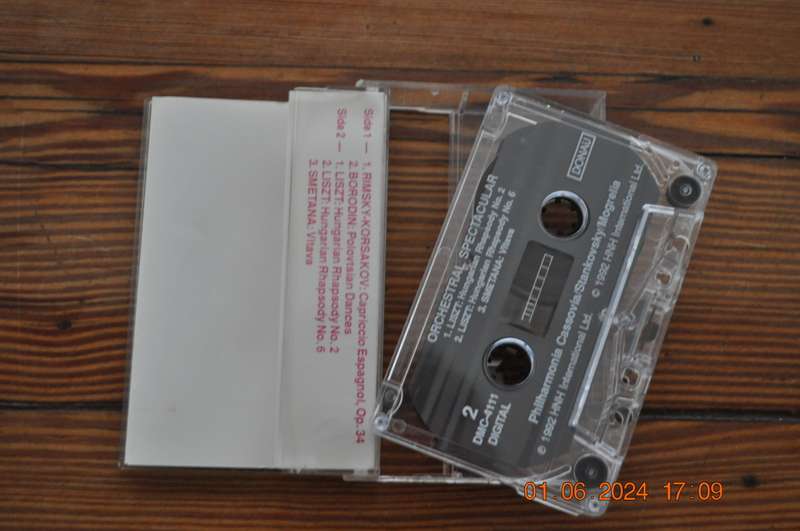 Side 1 — 1. RIMSKY-KORSAKOV: Capriccio Espagnol, Op. 34
2. BORODIN: Polovtsian Dances
Side 2 — 1. LISZT: Hungarian Rhapsody No. 2
2. LISZT: Hungarian Rhapsody No. 6
3. SMETANA: Vltava
DONAU
ORCHESTRAL SPECTACULAR
1. LISZT: Hungarian Rhapsody No. 2
2. LISZT: Hungarian Rhapsody No. 6
3. SMETANA: Vltava
2
DMC-4111
DIGITAL
Philharmonia Cassovia/Stankovsky/Mogrelia
© 1992 HNH International Ltd.
℗ 1992 HNH International Ltd.
01.06.2024 17:09